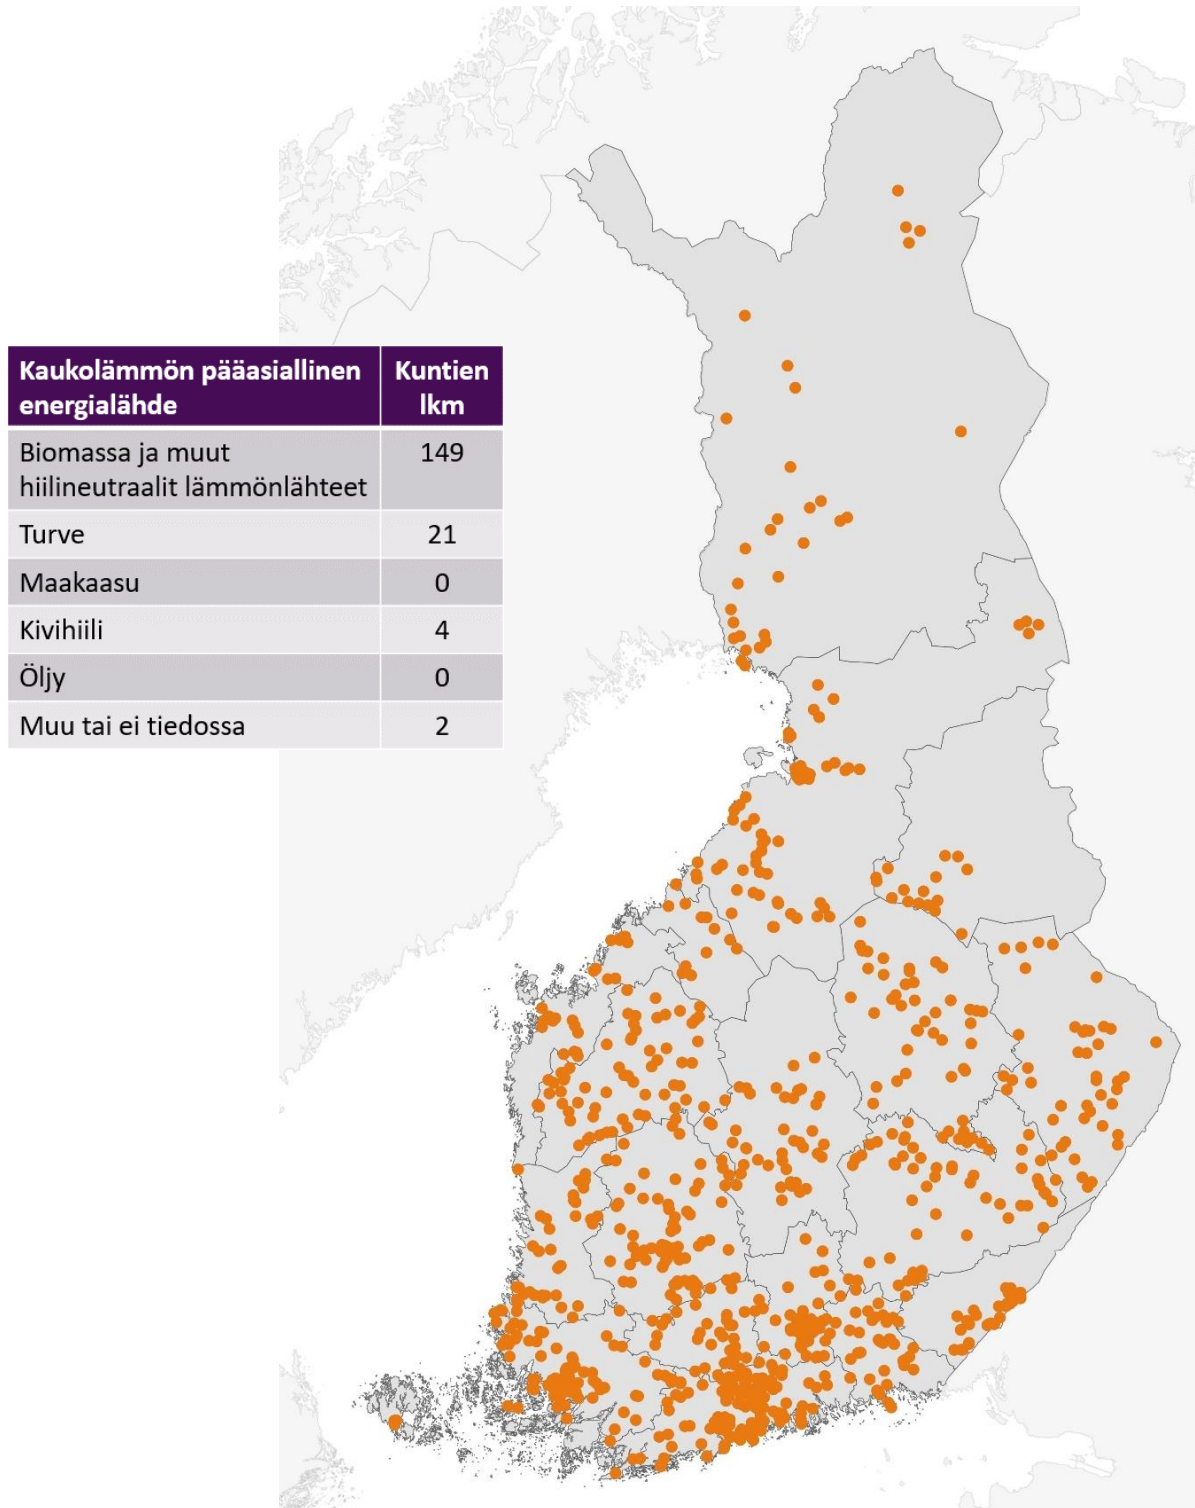 Kaukolämmön pääasiallinen
energialähde
Kuntien
lkm
Biomassa ja muut
hiilineutraalit lämmönlähteet
149
Turve
21
Maakaasu
0
Kivihiili
4
Öljy
0
Muu tai ei tiedossa
2